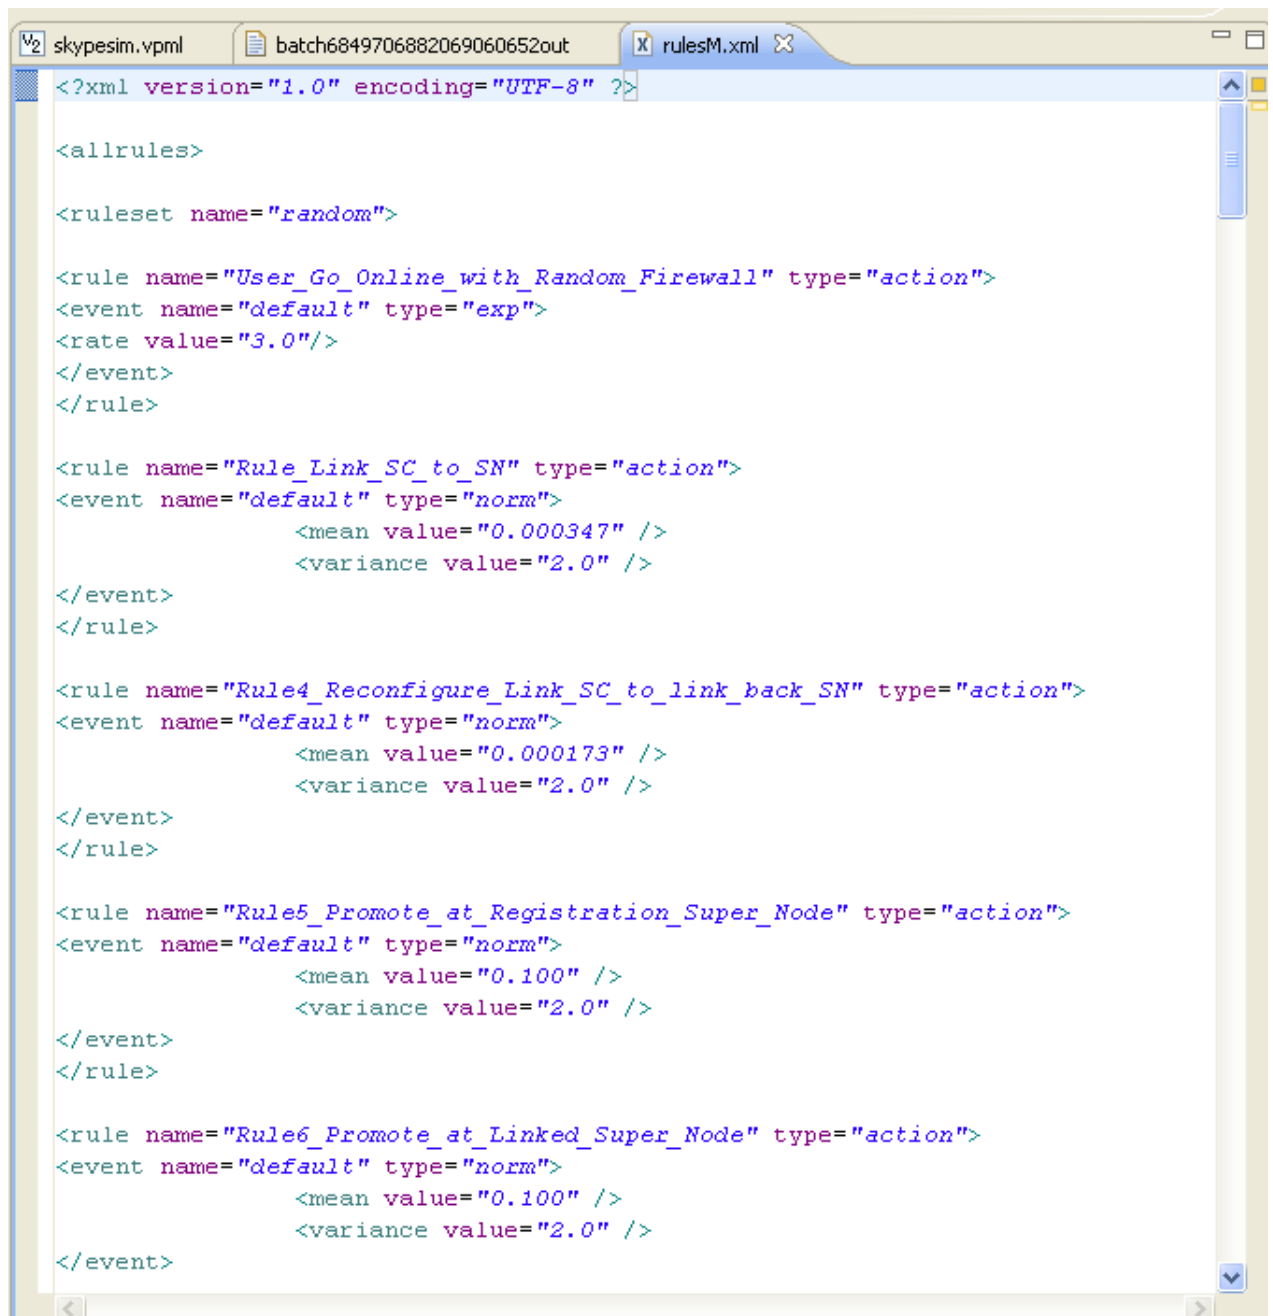 skypesim.vpml batch6849706882069060652out rulesM.xml
<?xml version="1.0" encoding="UTF-8" ?>
<allrules>
<ruleset name="random">
<rule name="User_Go_Online_with_Random_Firewall" type="action">
<event name="default" type="exp">
<rate value="3.0"/>
</event>
</rule>
<rule name="Rule_Link_SC_to_SN" type="action">
<event name="default" type="norm">
<mean value="0.000347" />
<variance value="2.0" />
</event>
</rule>
<rule name="Rule4_Reconfigure_Link_SC_to_link_back_SN" type="action">
<event name="default" type="norm">
<mean value="0.000173" />
<variance value="2.0" />
</event>
</rule>
<rule name="Rule5_Promote_at_Registration_Super_Node" type="action">
<event name="default" type="norm">
<mean value="0.100" />
<variance value="2.0" />
</event>
</rule>
<rule name="Rule6_Promote_at_Linked_Super_Node" type="action">
<event name="default" type="norm">
<mean value="0.100" />
<variance value="2.0" />
</event>